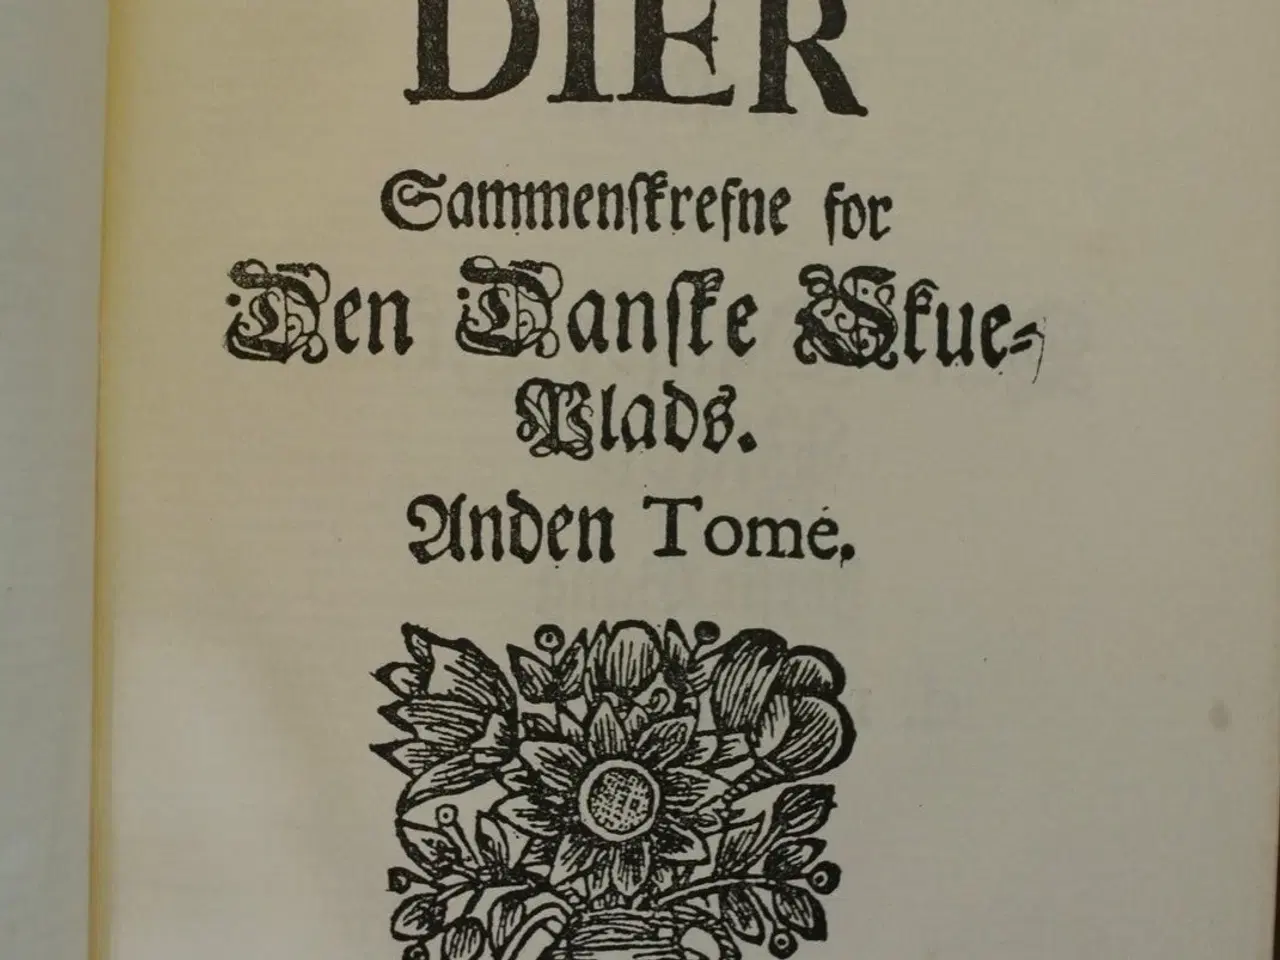 DIER
Sammenskrefne for
Den Danske Skue-
Plads.
Anden Tome.